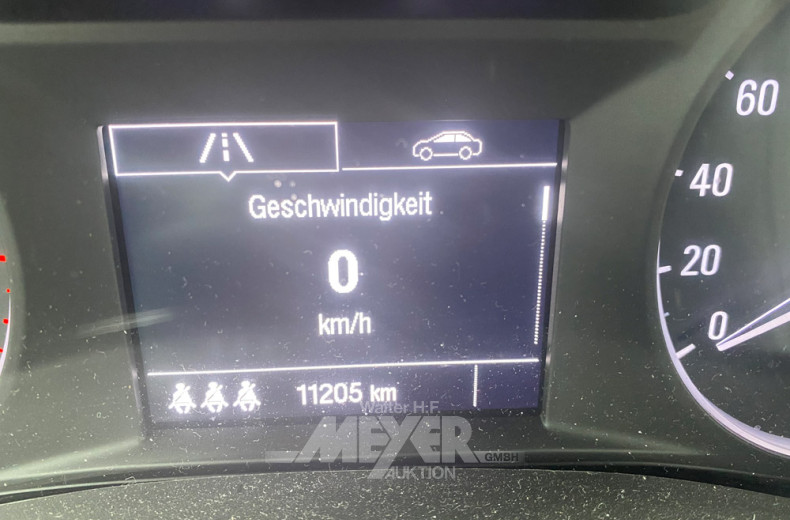 Geschwindigkeit
0
km/h
11205 km
60
40
20
0
Walter H.F.
MEYER
GMBH
AUKTION